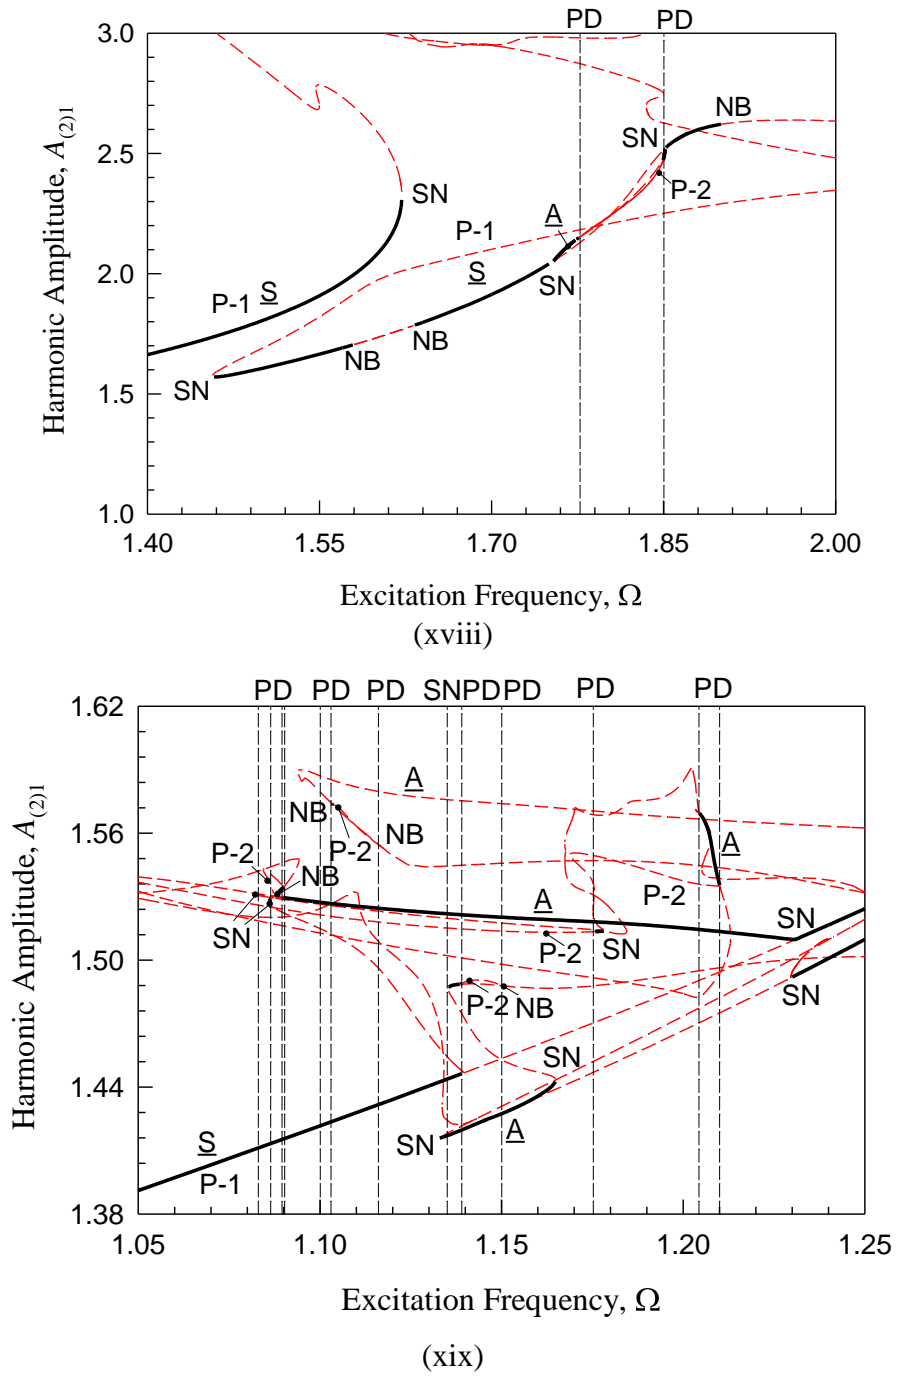 PD PD
3.0
NB
SN
2.5
P-2
SN
A
P-1
2.0
S
SN
P-1 S
NB NB
SN
1.5
1.0
1.40 1.55 1.70 1.85 2.00
Harmonic Amplitude, A(2)1
Excitation Frequency, Ω
(xviii)
PD PD PD SN PD PD PD PD
1.62
A
NB
1.56
P-2 NB
A
P-2
NB
P-2
A
SN
SN
P-2 SN
1.50
SN
P-2 NB
SN
1.44
SN
A
S
P-1
1.38
1.05 1.10 1.15 1.20 1.25
Harmonic Amplitude, A(2)1
Excitation Frequency, Ω
(xix)